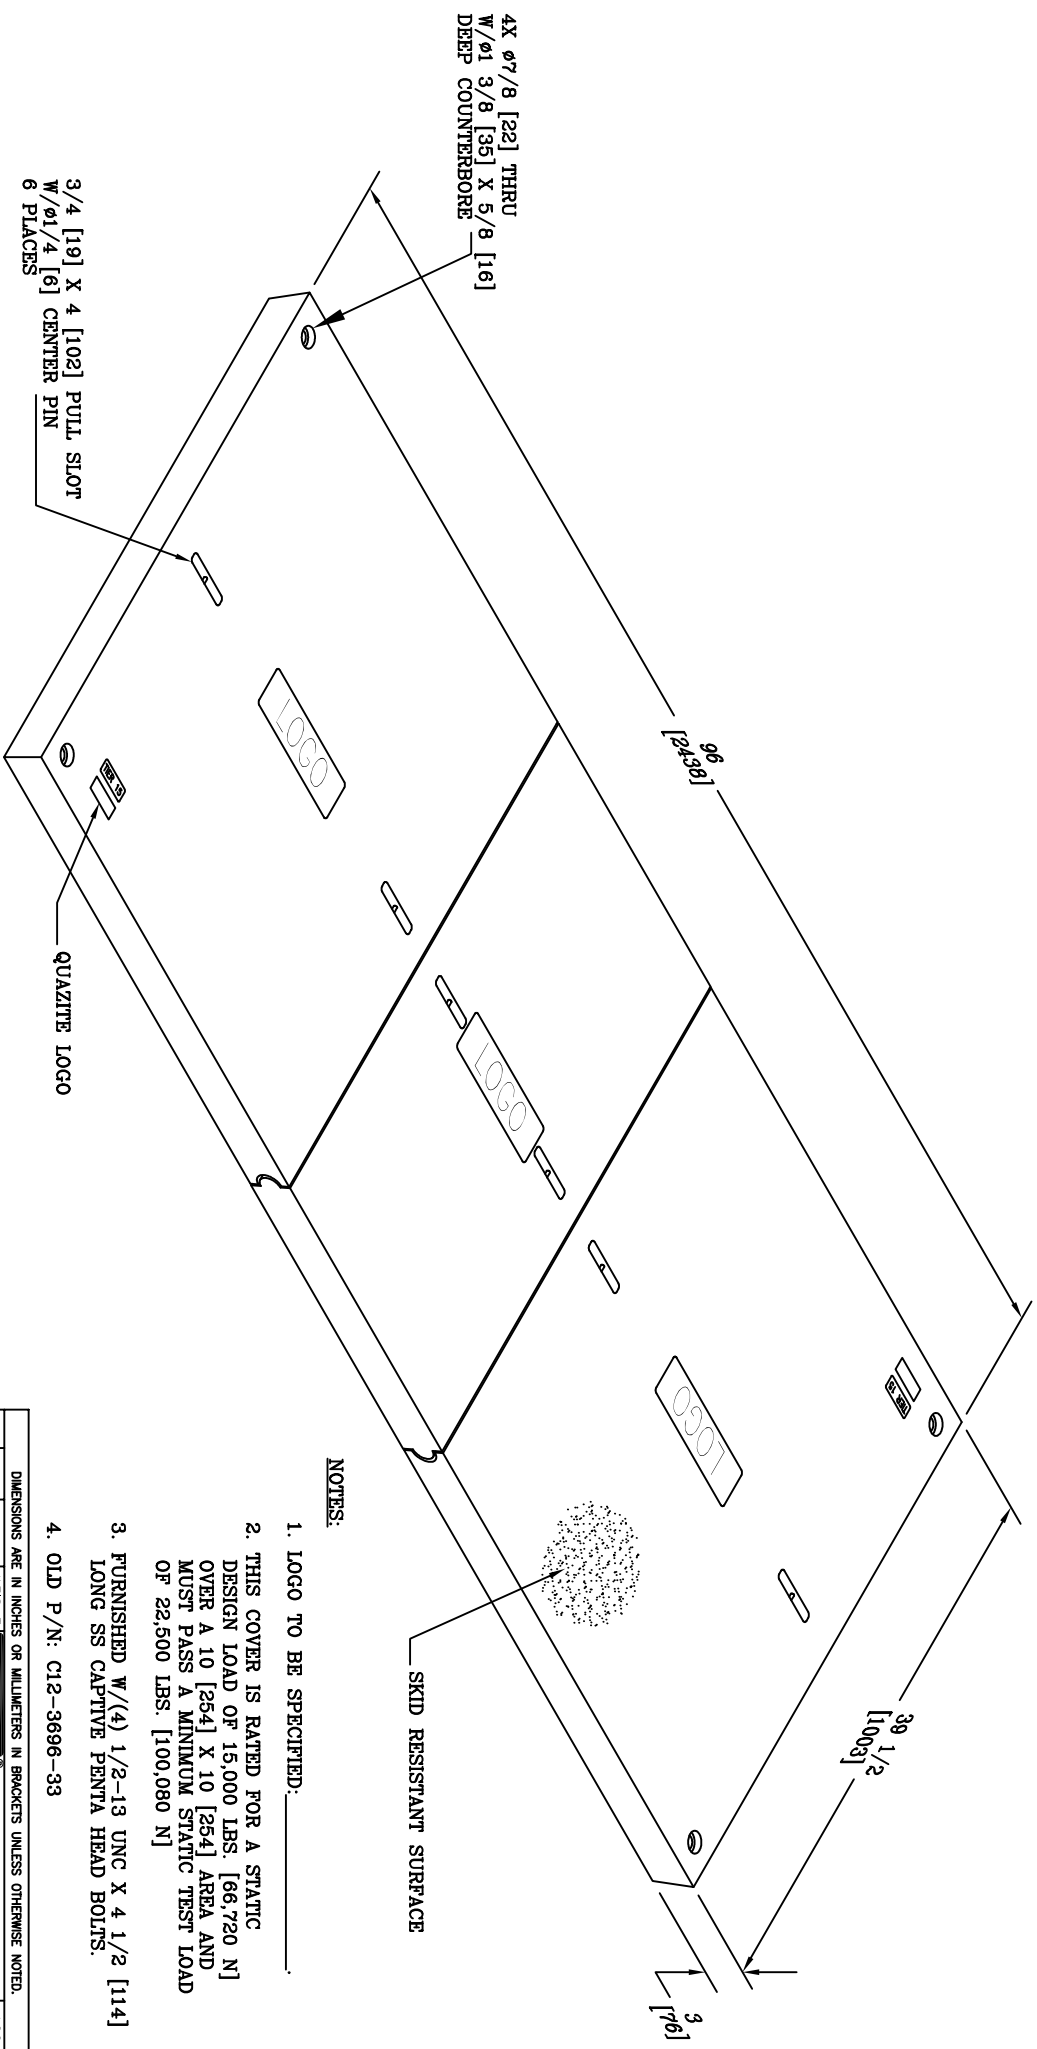 4X ø7/8 [22] THRU
W/ø1 3/8 [35] X 5/8 [16]
DEEP COUNTERBORE
3/4 [19] X 4 [102] PULL SLOT
W/ø1/4 [6] CENTER PIN
6 PLACES
96
[2438]
39 1/2
[1003]
3
[76]
LOGO
LOGO
LOGO
TIER 15
TIER 15
QUAZITE LOGO
SKID RESISTANT SURFACE
NOTES:
1. LOGO TO BE SPECIFIED: ____________.
2. THIS COVER IS RATED FOR A STATIC
DESIGN LOAD OF 15,000 LBS. [66,720 N]
OVER A 10 [254] X 10 [254] AREA AND
MUST PASS A MINIMUM STATIC TEST LOAD
OF 22,500 LBS. [100,080 N]
3. FURNISHED W/(4) 1/2-13 UNC X 4 1/2 [114]
LONG SS CAPTIVE PENTA HEAD BOLTS.
4. OLD P/N: C12-3696-33
DIMENSIONS ARE IN INCHES OR MILLIMETERS IN BRACKETS UNLESS OTHERWISE NOTED.